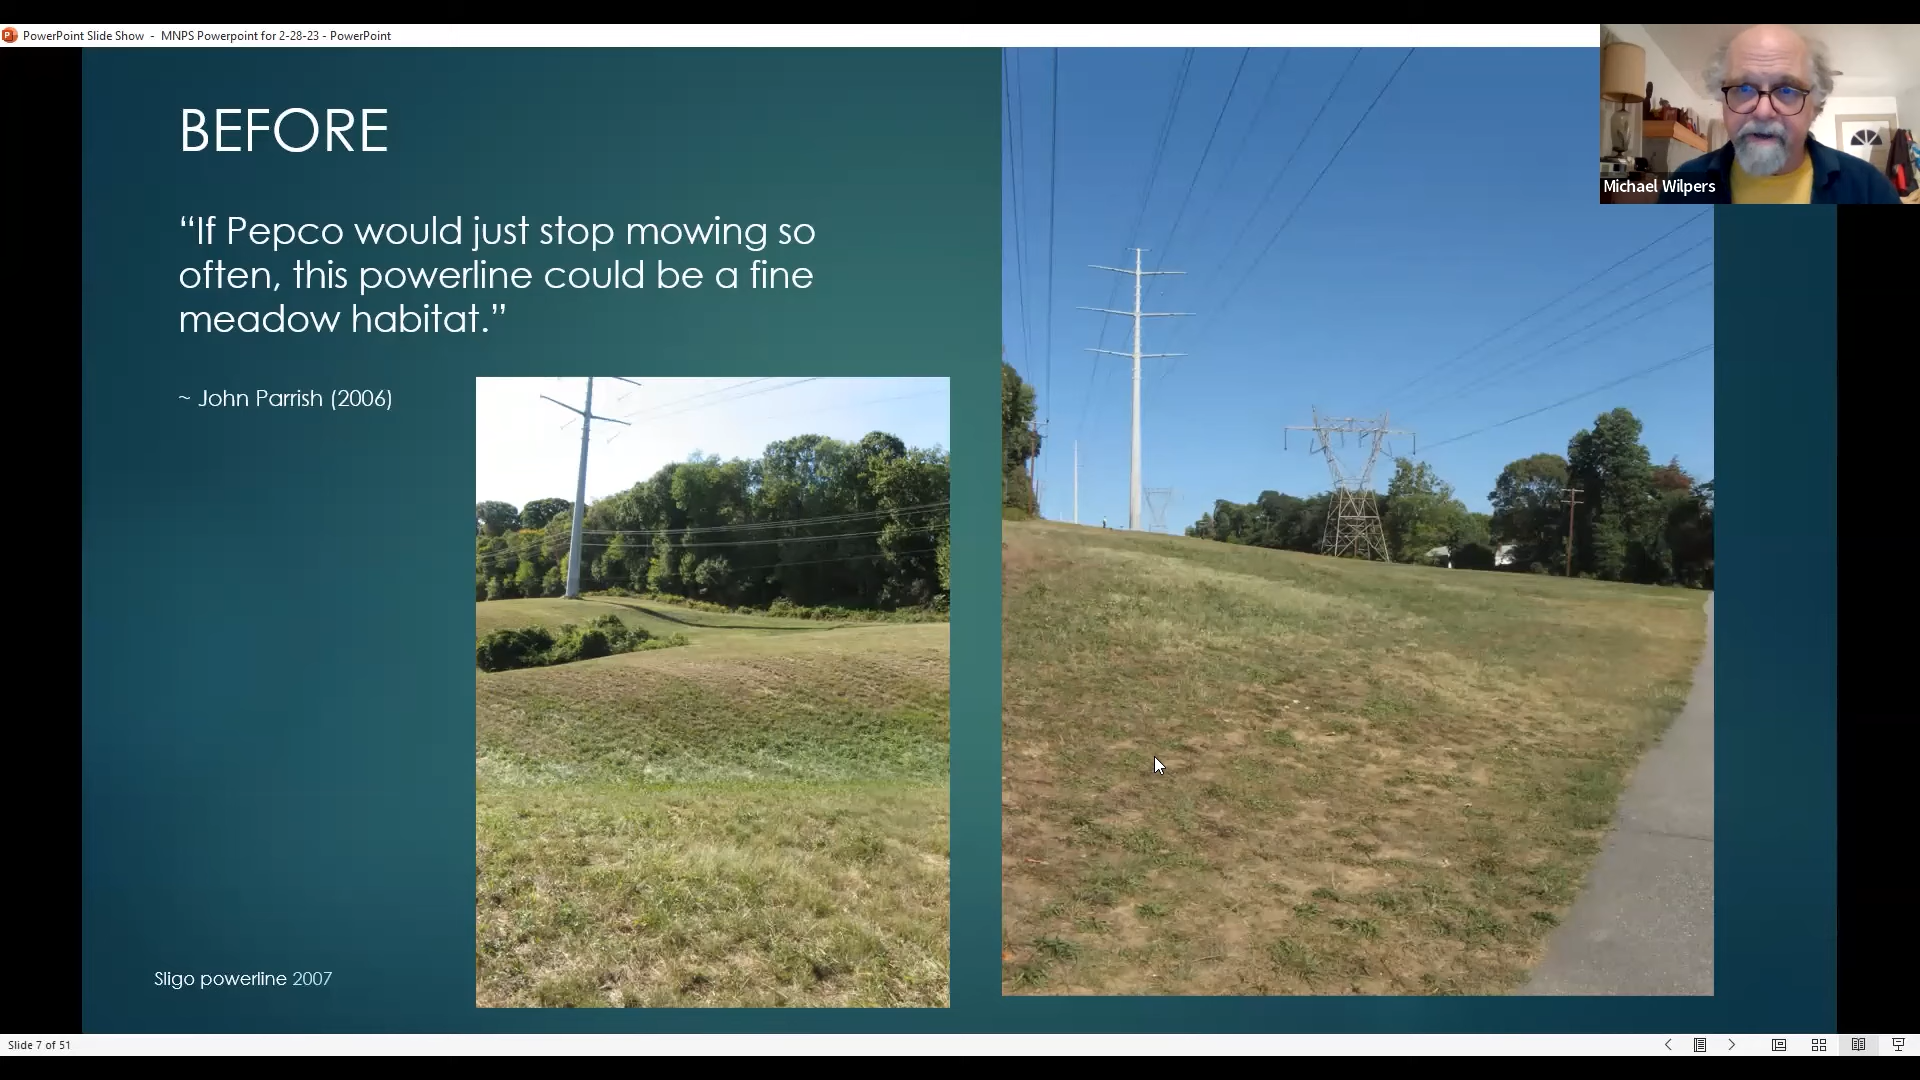 PowerPoint Slide Show - MNPS Powerpoint for 2-28-23 - PowerPoint
Michael Wilpers
BEFORE
“If Pepco would just stop mowing so
often, this powerline could be a fine
meadow habitat.”
~ John Parrish (2006)
Sligo powerline 2007
Slide 7 of 51